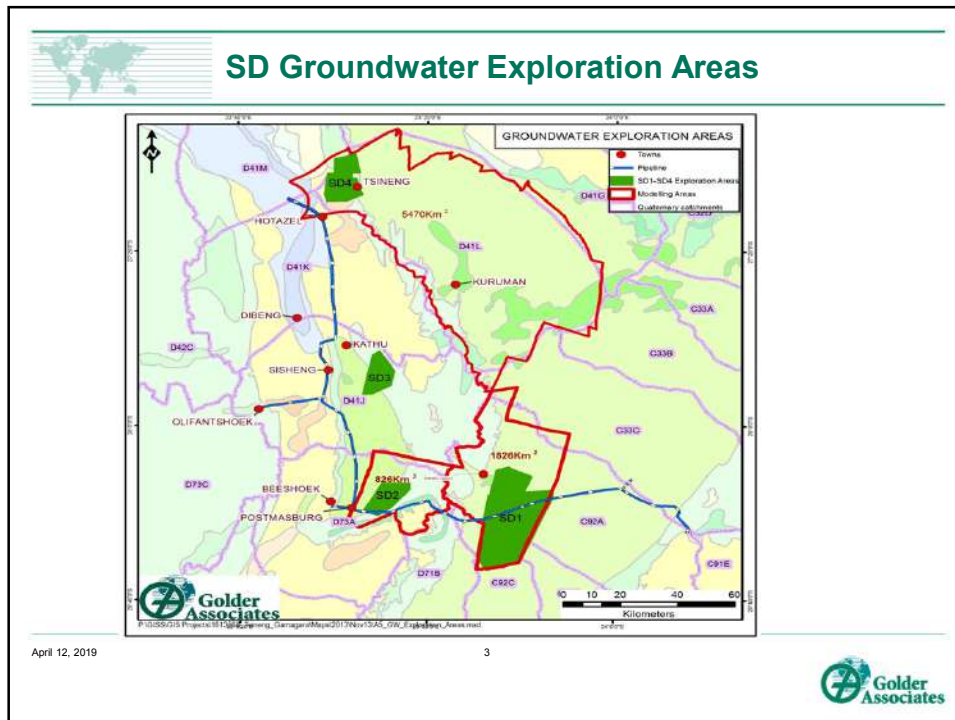 SD Groundwater Exploration Areas
GROUNDWATER EXPLORATION AREAS
Towns
Pipeline
SD1-SD4 Exploration Areas
Modelling Areas
Quaternary catchments
N
D41M
SD4
TSINENG
D41G
HOTAZEL
5470Km²
D41L
D41K
KURUMAN
DIBENG
C33A
KATHU
D42C
C33B
SISHENG
SD3
D41J
OLIFANTSHOEK
C33C
1826Km²
826Km²
D73C
BEESHOEK
SD2
POSTMASBURG
D73A
SD1
C92A
D71B
C92C
C91E
0 10 20 40 60
Kilometers
Golder
Associates
April 12, 2019
3
Golder
Associates